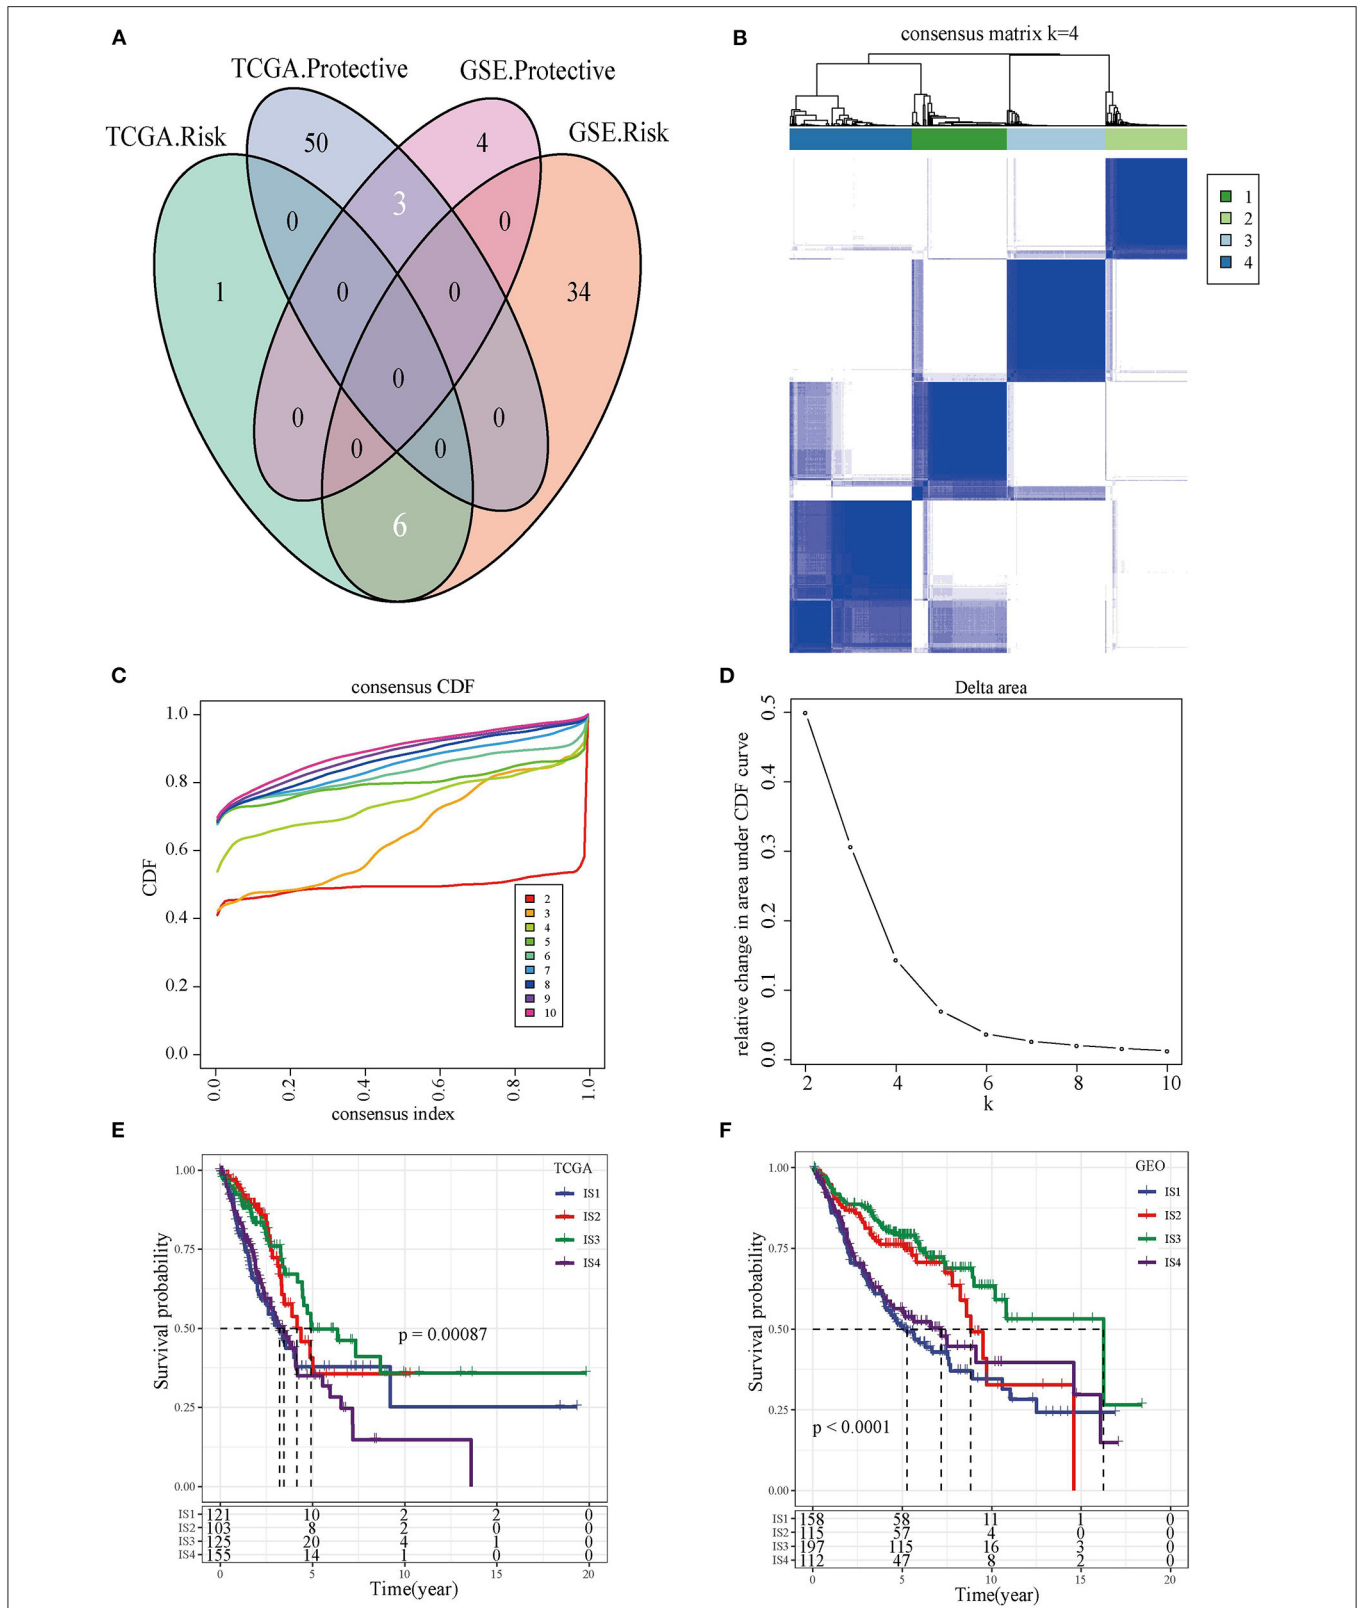 A
TCGA.Protective
GSE.Protective
TCGA.Risk
GSE.Risk
50
4
3
0
0
1
0
0
34
0
0
0
0
0
6
B
consensus matrix k=4
1
2
3
4
C
consensus CDF
CDF
1.0
0.8
0.6
0.4
0.2
0.0
2
3
4
5
6
7
8
9
10
0.0 0.2 0.4 0.6 0.8 1.0
consensus index
D
Delta area
relative change in area under CDF curve
0.5
0.4
0.3
0.2
0.1
0.0
2 4 6 8 10
k
E
TCGA
IS1
IS2
IS3
IS4
Survival probability
1.00
0.75
0.50
0.25
0.00
p = 0.00087
IS1 121 10 2 2 0
IS2 103 8 2 0 0
IS3 125 20 4 1 0
IS4 155 14 1 0 0
0 5 10 15 20
Time(year)
F
GEO
IS1
IS2
IS3
IS4
Survival probability
1.00
0.75
0.50
0.25
0.00
p < 0.0001
IS1 158 58 11 1 0
IS2 115 57 4 0 0
IS3 197 115 16 3 0
IS4 112 47 8 2 0
0 5 10 15 20
Time(year)